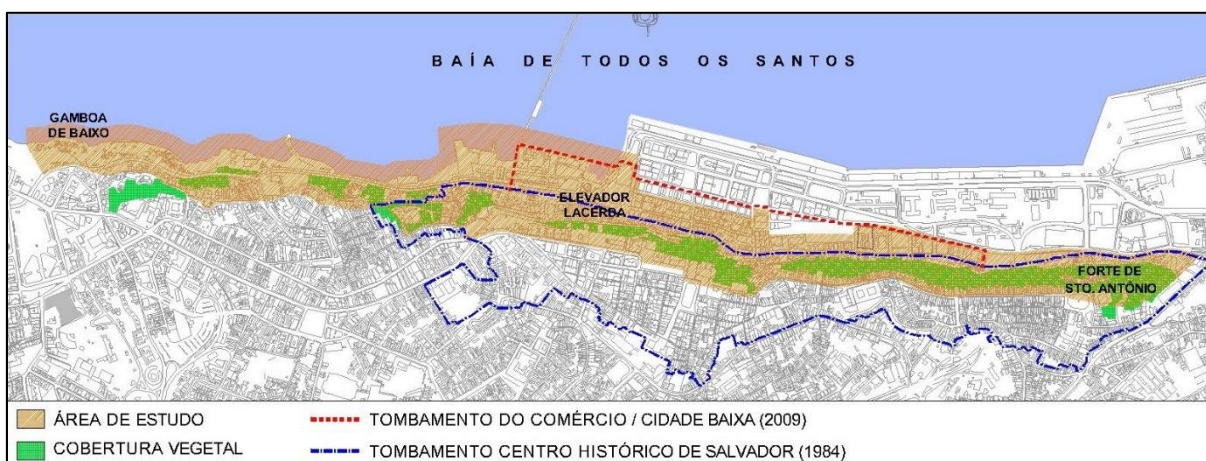 BAÍA DE TODOS OS SANTOS
GAMBOA
DE BAIXO
ELEVADOR
LACERDA
FORTE DE
STO. ANTÔNIO
ÁREA DE ESTUDO
TOMBAMENTO DO COMÉRCIO / CIDADE BAIXA (2009)
COBERTURA VEGETAL
TOMBAMENTO CENTRO HISTÓRICO DE SALVADOR (1984)